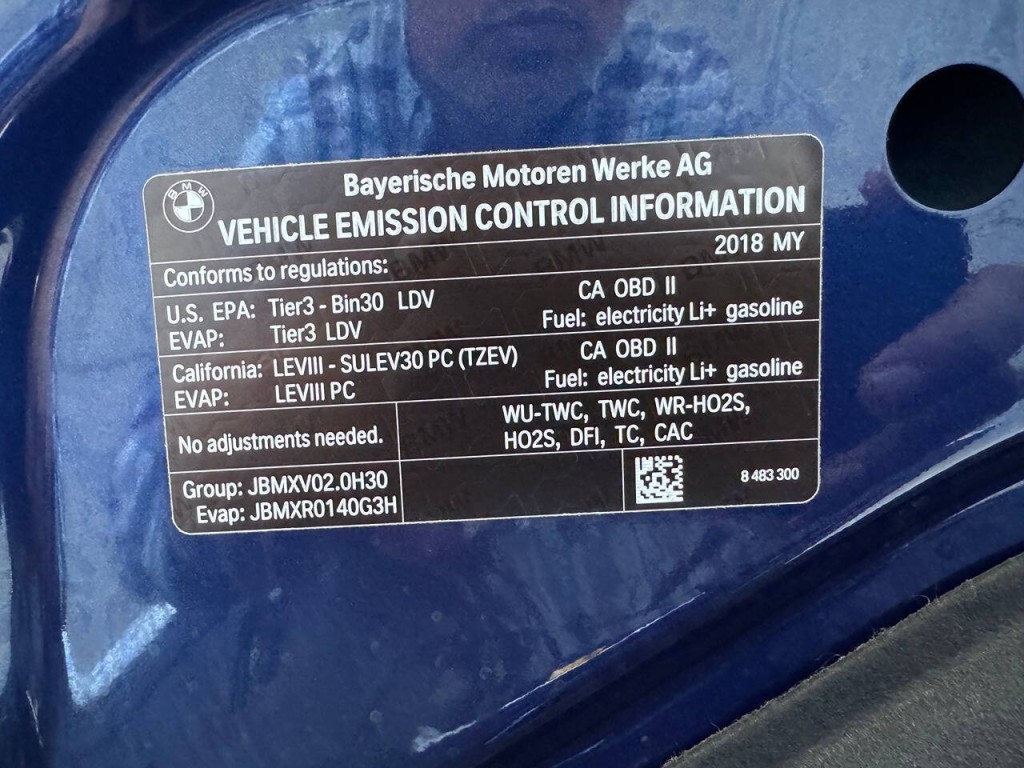 BMW
Bayerische Motoren Werke AG
VEHICLE EMISSION CONTROL INFORMATION
Conforms to regulations: 2018 MY
U.S. EPA: Tier3 - Bin30 LDV CA OBD II
EVAP: Tier3 LDV Fuel: electricity Li+ gasoline
California: LEVIII - SULEV30 PC (TZEV) CA OBD II
EVAP: LEVIII PC Fuel: electricity Li+ gasoline
No adjustments needed.
WU-TWC, TWC, WR-HO2S,
HO2S, DFI, TC, CAC
Group: JBMXV02.0H30
Evap: JBMXR0140G3H
8 483 300